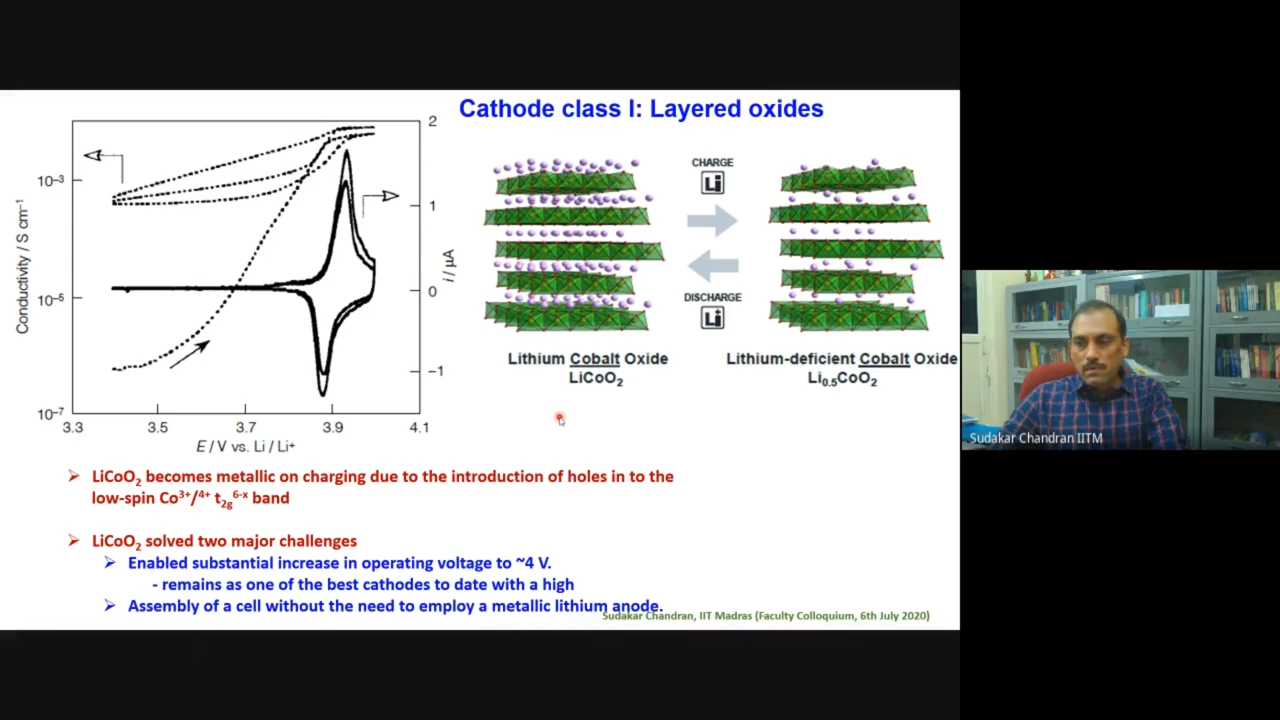 Cathode class I: Layered oxides
Conductivity / S cm⁻¹
10⁻³
10⁻⁵
10⁻⁷
3.3 3.5 3.7 3.9 4.1
E / V vs. Li / Li⁺
2
1
0
−1
i / μA
CHARGE
Li
DISCHARGE
Li⁺
Lithium Cobalt Oxide
LiCoO₂
Lithium-deficient Cobalt Oxide
Li₀.₅CoO₂
➢ LiCoO₂ becomes metallic on charging due to the introduction of holes in to the
low-spin Co³⁺/⁴⁺ t₂g⁶⁻ˣ band
➢ LiCoO₂ solved two major challenges
➢ Enabled substantial increase in operating voltage to ~4 V.
- remains as one of the best cathodes to date with a high
➢ Assembly of a cell without the need to employ a metallic lithium anode.
Sudakar Chandran, IIT Madras (Faculty Colloquium, 6th July 2020)
Sudakar Chandran IITM